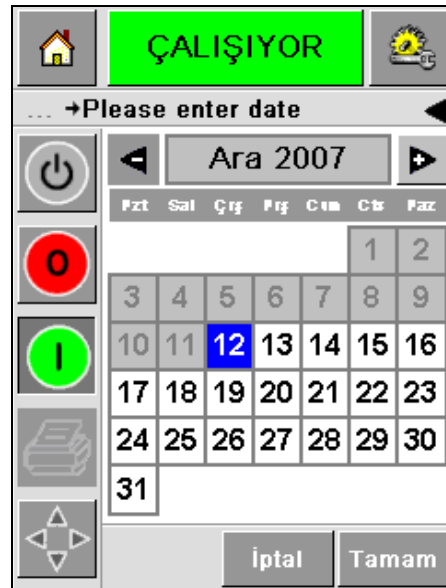 ÇALIŞIYOR
... →Please enter date
Ara 2007
Pzt Sal Çrş Prş Cum Cts Paz
1 2
3 4 5 6 7 8 9
10 11 12 13 14 15 16
17 18 19 20 21 22 23
24 25 26 27 28 29 30
31
O
I
İptal Tamam